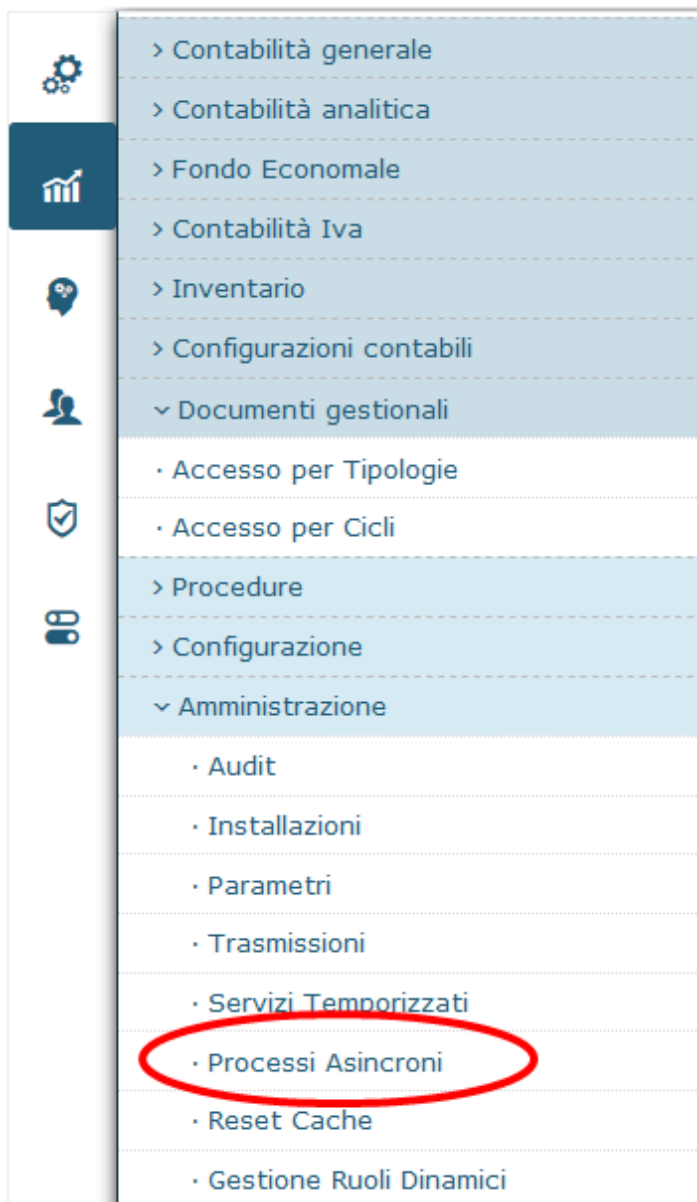 > Contabilità generale
> Contabilità analitica
> Fondo Economale
> Contabilità Iva
> Inventario
> Configurazioni contabili
Documenti gestionali
· Accesso per Tipologie
· Accesso per Cicli
> Procedure
> Configurazione
Amministrazione
· Audit
· Installazioni
· Parametri
· Trasmissioni
· Servizi Temporizzati
· Processi Asincroni
· Reset Cache
· Gestione Ruoli Dinamici